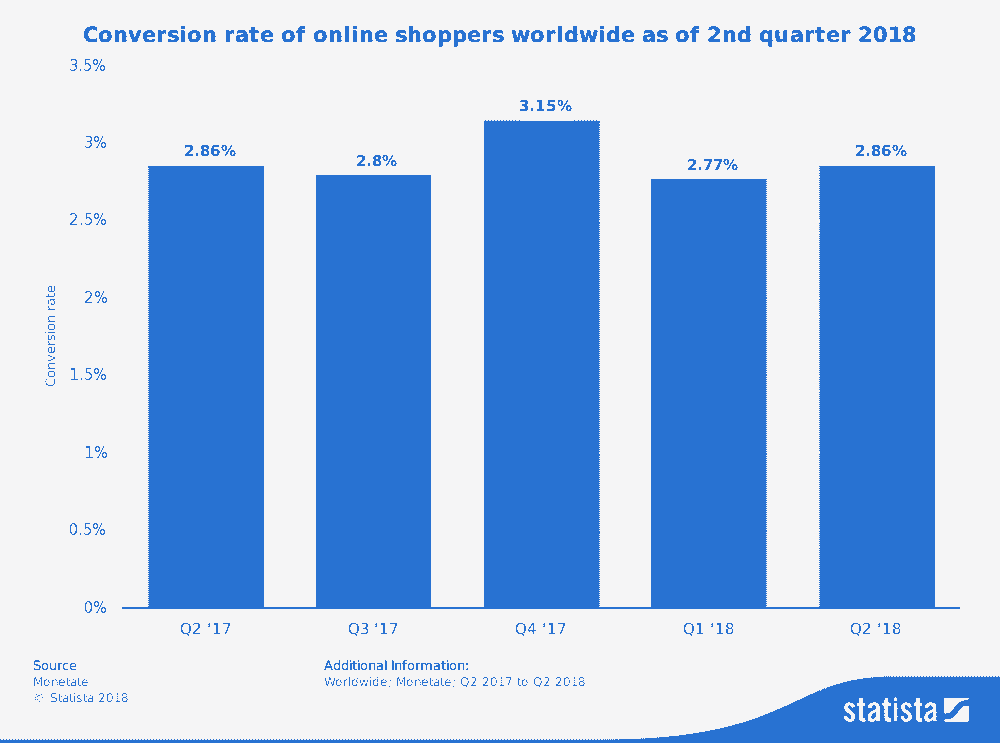 Conversion rate of online shoppers worldwide as of 2nd quarter 2018
3.5%
3%
2.5%
2%
1.5%
1%
0.5%
0%
Conversion rate
2.86%
2.8%
3.15%
2.77%
2.86%
Q2 '17
Q3 '17
Q4 '17
Q1 '18
Q2 '18
Source
Monetate
© Statista 2018
Additional Information:
Worldwide; Monetate; Q2 2017 to Q2 2018
statista